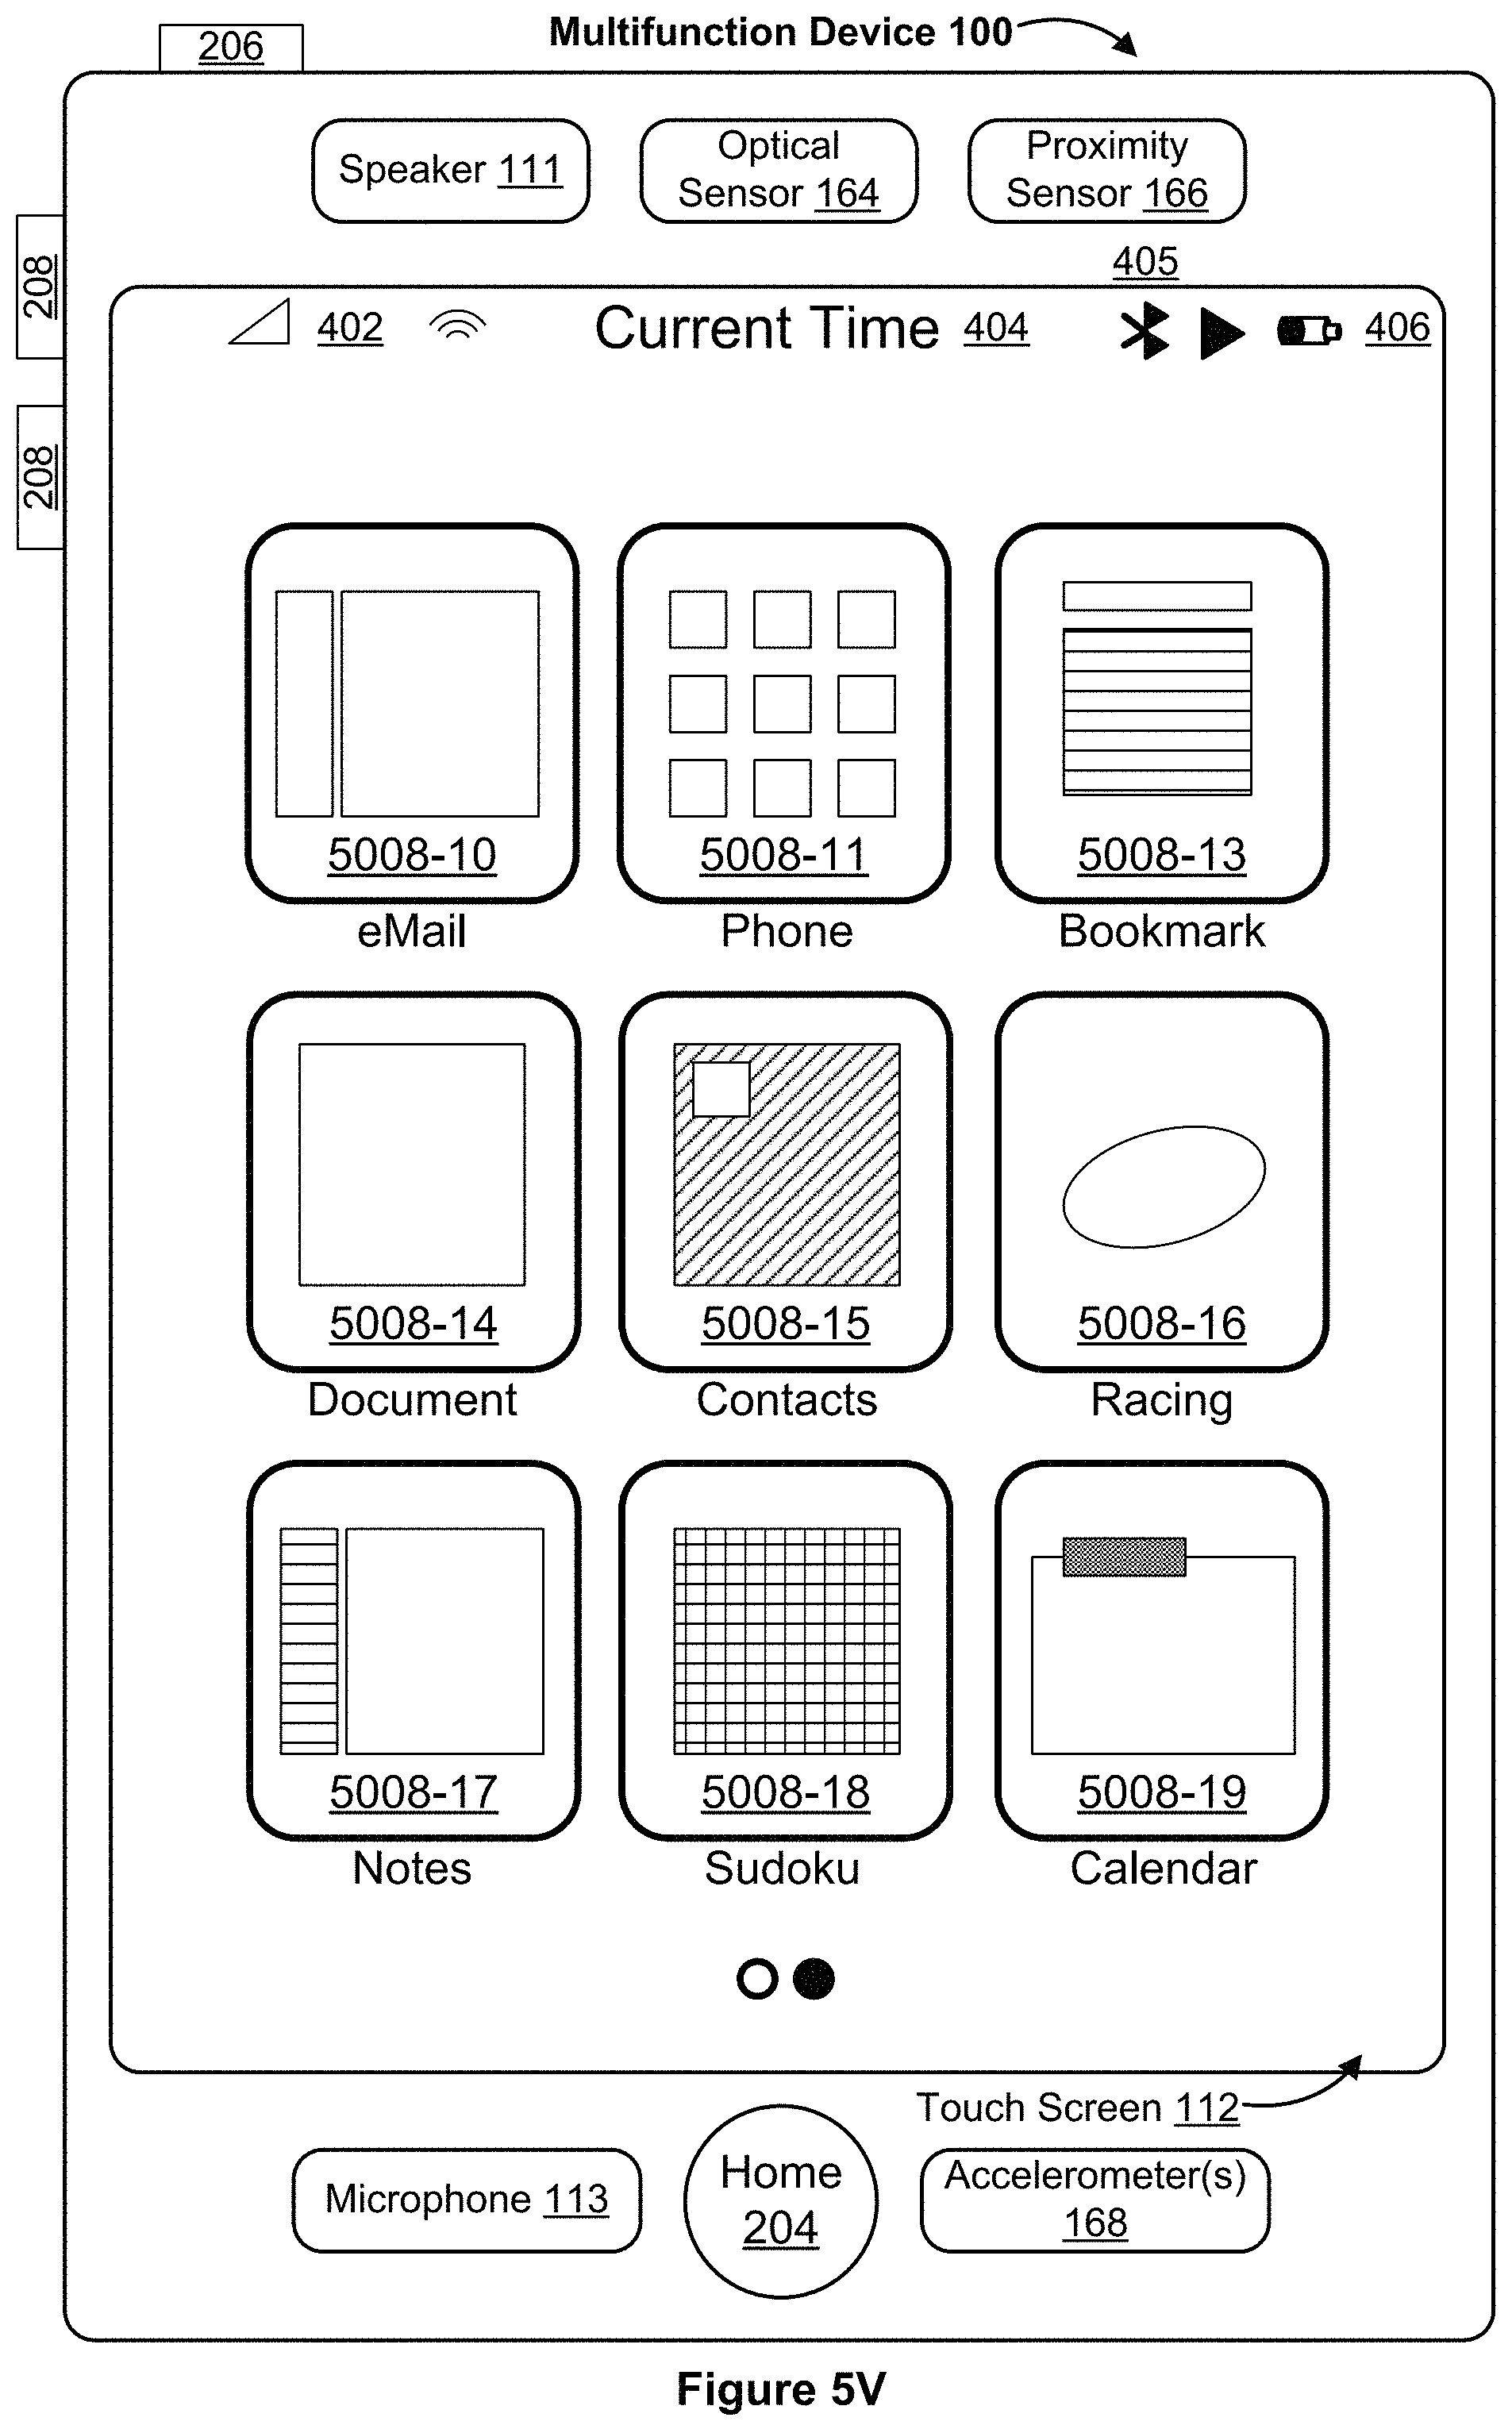 Multifunction Device 100
206
Speaker 111
Optical
Sensor 164
Proximity
Sensor 166
208
208
405
402
Current Time 404
406
5008-10
5008-11
5008-13
eMail
Phone
Bookmark
5008-14
5008-15
5008-16
Document
Contacts
Racing
5008-17
5008-18
5008-19
Notes
Sudoku
Calendar
Touch Screen 112
Microphone 113
Home
204
Accelerometer(s)
168
Figure 5V